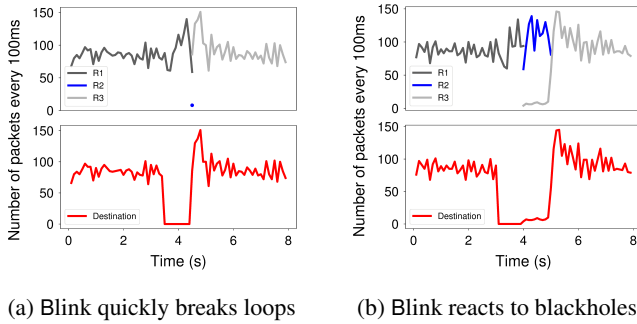 Number of packets every 100ms
150
100
50
0
R1
R2
R3
150
100
50
0
Destination
0
2
4
6
8
Time (s)
(a) Blink quickly breaks loops
Number of packets every 100ms
150
100
50
0
R1
R2
R3
150
100
50
0
Destination
0
2
4
6
8
Time (s)
(b) Blink reacts to blackholes